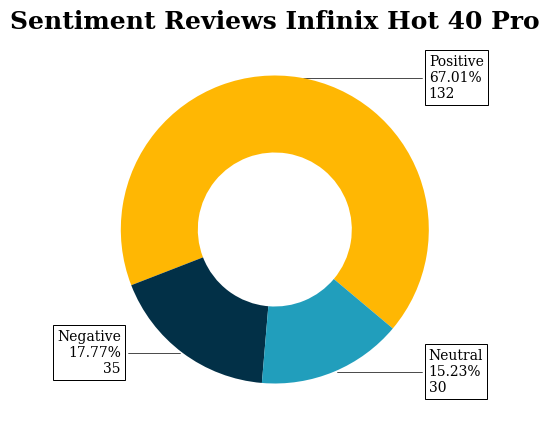 Sentiment Reviews Infinix Hot 40 Pro
Positive
67.01%
132
Negative
17.77%
35
Neutral
15.23%
30